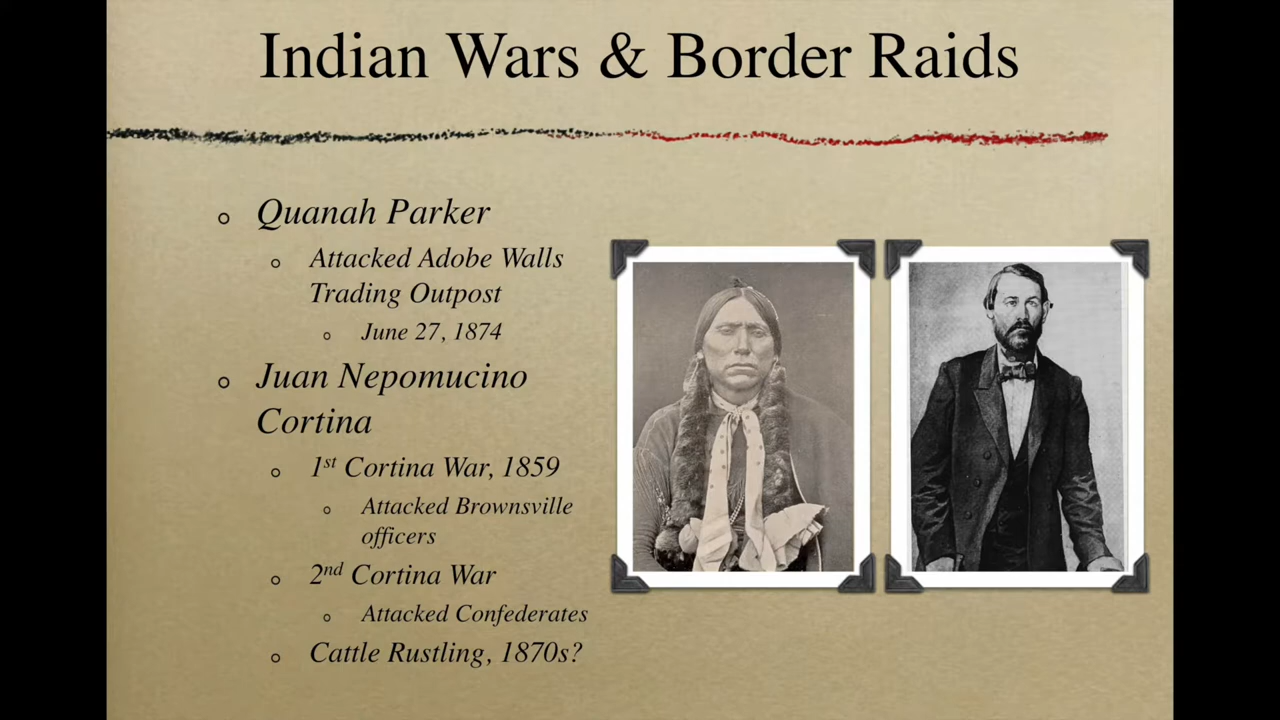 Indian Wars & Border Raids
Quanah Parker
Attacked Adobe Walls
Trading Outpost
June 27, 1874
Juan Nepomucino
Cortina
1st Cortina War, 1859
Attacked Brownsville
officers
2nd Cortina War
Attacked Confederates
Cattle Rustling, 1870s?